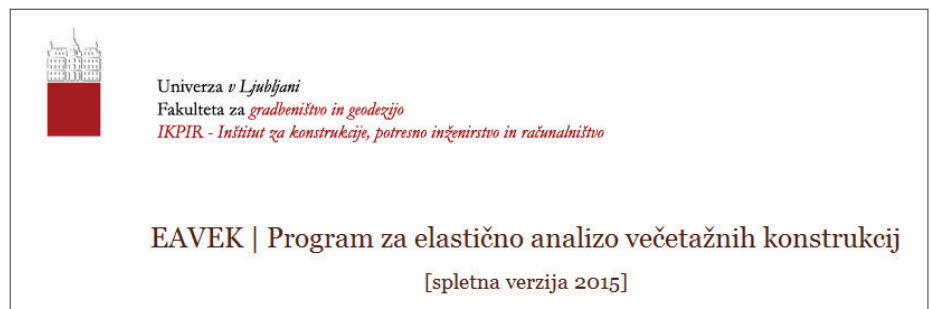 Univerza v Ljubljani
Fakulteta za gradbeništvo in geodezijo
IKPIR - Inštitut za konstrukcije, potresno inženirstvo in računalništvo
EAVEK | Program za elastično analizo večetažnih konstrukcij
[spletna verzija 2015]